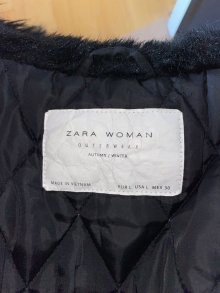 ZARA WOMAN
OUTERWEAR
AUTUMN / WINTER
MADE IN VIETNAM EUR L USA L MEX 30